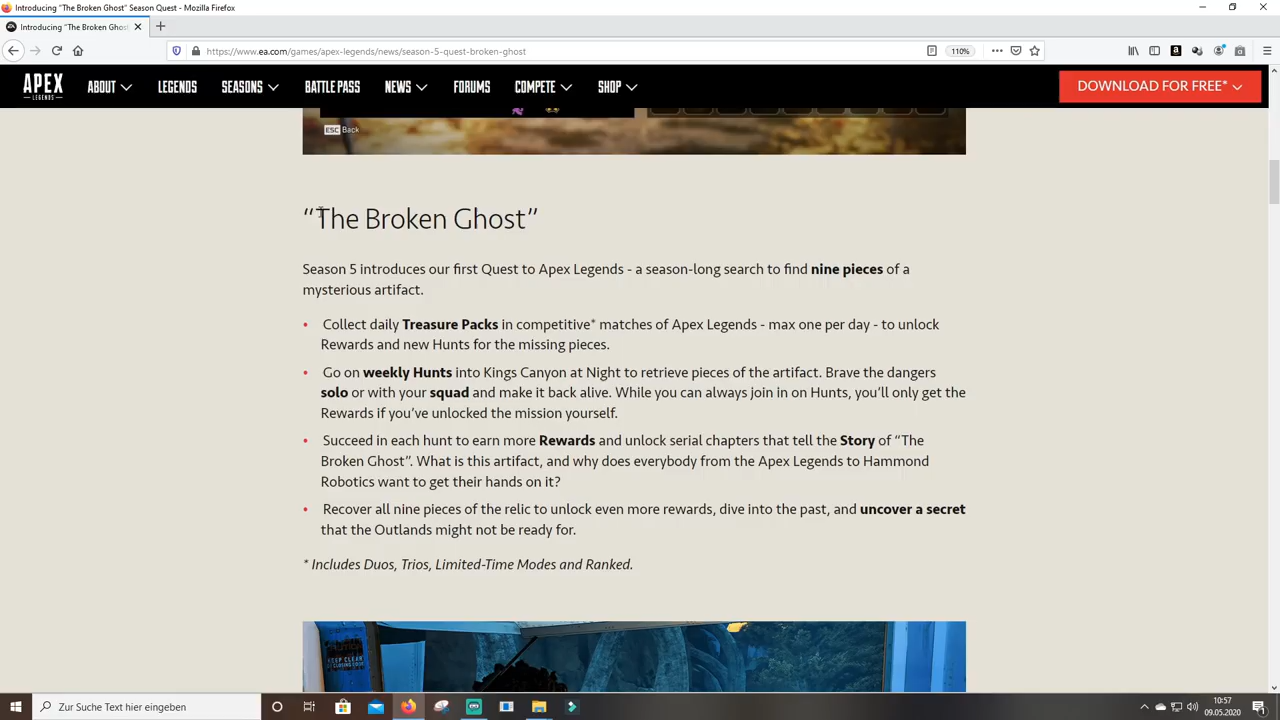 Introducing "The Broken Ghost" Season Quest - Mozilla Firefox
Introducing "The Broken Ghost
https://www.ea.com/games/apex-legends/news/season-5-quest-broken-ghost
110%
APEX
LEGENDS
ABOUT
LEGENDS
SEASONS
BATTLE PASS
NEWS
FORUMS
COMPETE
SHOP
DOWNLOAD FOR FREE*
ESC Back
“The Broken Ghost”
Season 5 introduces our first Quest to Apex Legends - a season-long search to find nine pieces of a
mysterious artifact.
• Collect daily Treasure Packs in competitive* matches of Apex Legends - max one per day - to unlock
Rewards and new Hunts for the missing pieces.
• Go on weekly Hunts into Kings Canyon at Night to retrieve pieces of the artifact. Brave the dangers
solo or with your squad and make it back alive. While you can always join in on Hunts, you’ll only get the
Rewards if you’ve unlocked the mission yourself.
• Succeed in each hunt to earn more Rewards and unlock serial chapters that tell the Story of “The
Broken Ghost”. What is this artifact, and why does everybody from the Apex Legends to Hammond
Robotics want to get their hands on it?
• Recover all nine pieces of the relic to unlock even more rewards, dive into the past, and uncover a secret
that the Outlands might not be ready for.
* Includes Duos, Trios, Limited-Time Modes and Ranked.
KEEP CLEAR
Zur Suche Text hier eingeben
10:57
09.05.2020